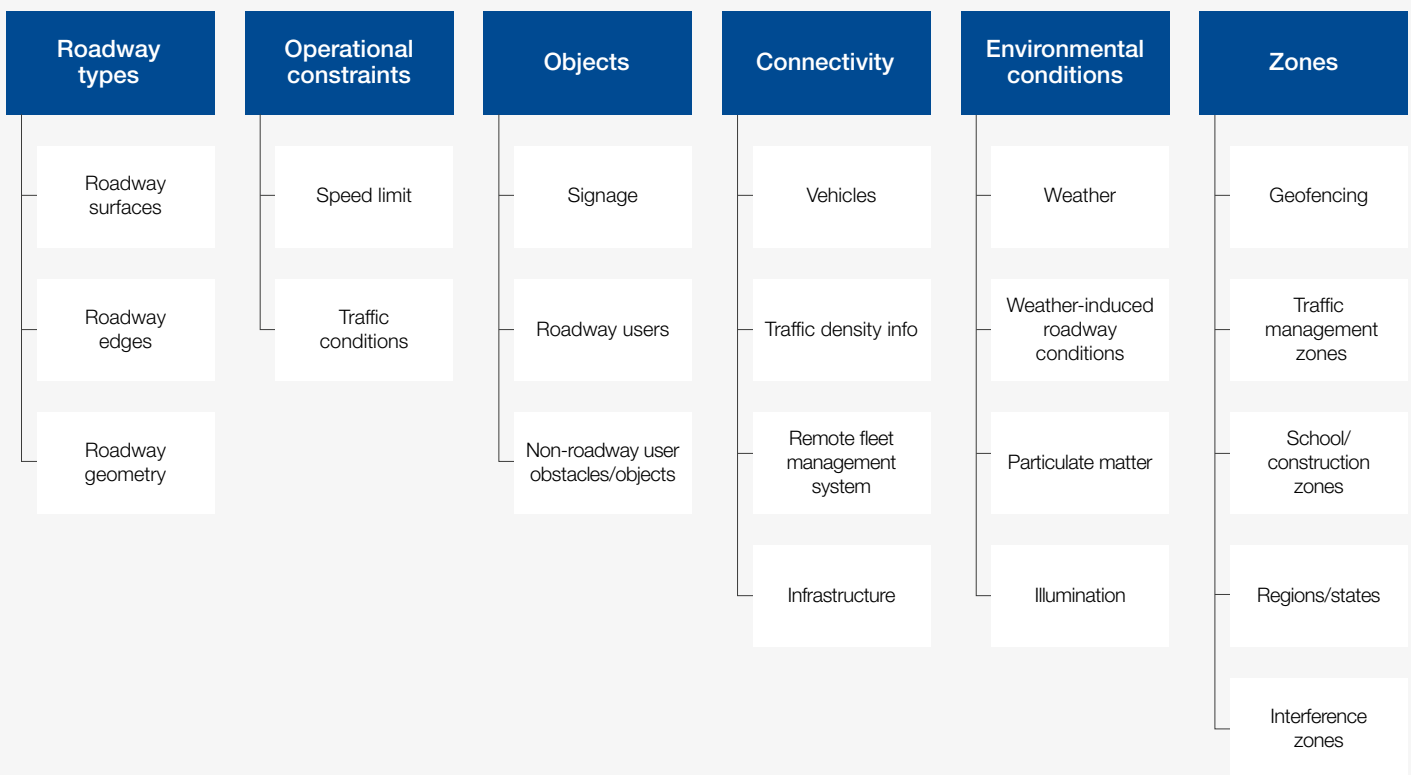 Roadway
types
Roadway
surfaces
Roadway
edges
Roadway
geometry
Operational
constraints
Speed limit
Traffic
conditions
Objects
Signage
Roadway users
Non-roadway user
obstacles/objects
Connectivity
Vehicles
Traffic density info
Remote fleet
management
system
Infrastructure
Environmental
conditions
Weather
Weather-induced
roadway
conditions
Particulate matter
Illumination
Zones
Geofencing
Traffic
management
zones
School/
construction
zones
Regions/states
Interference
zones